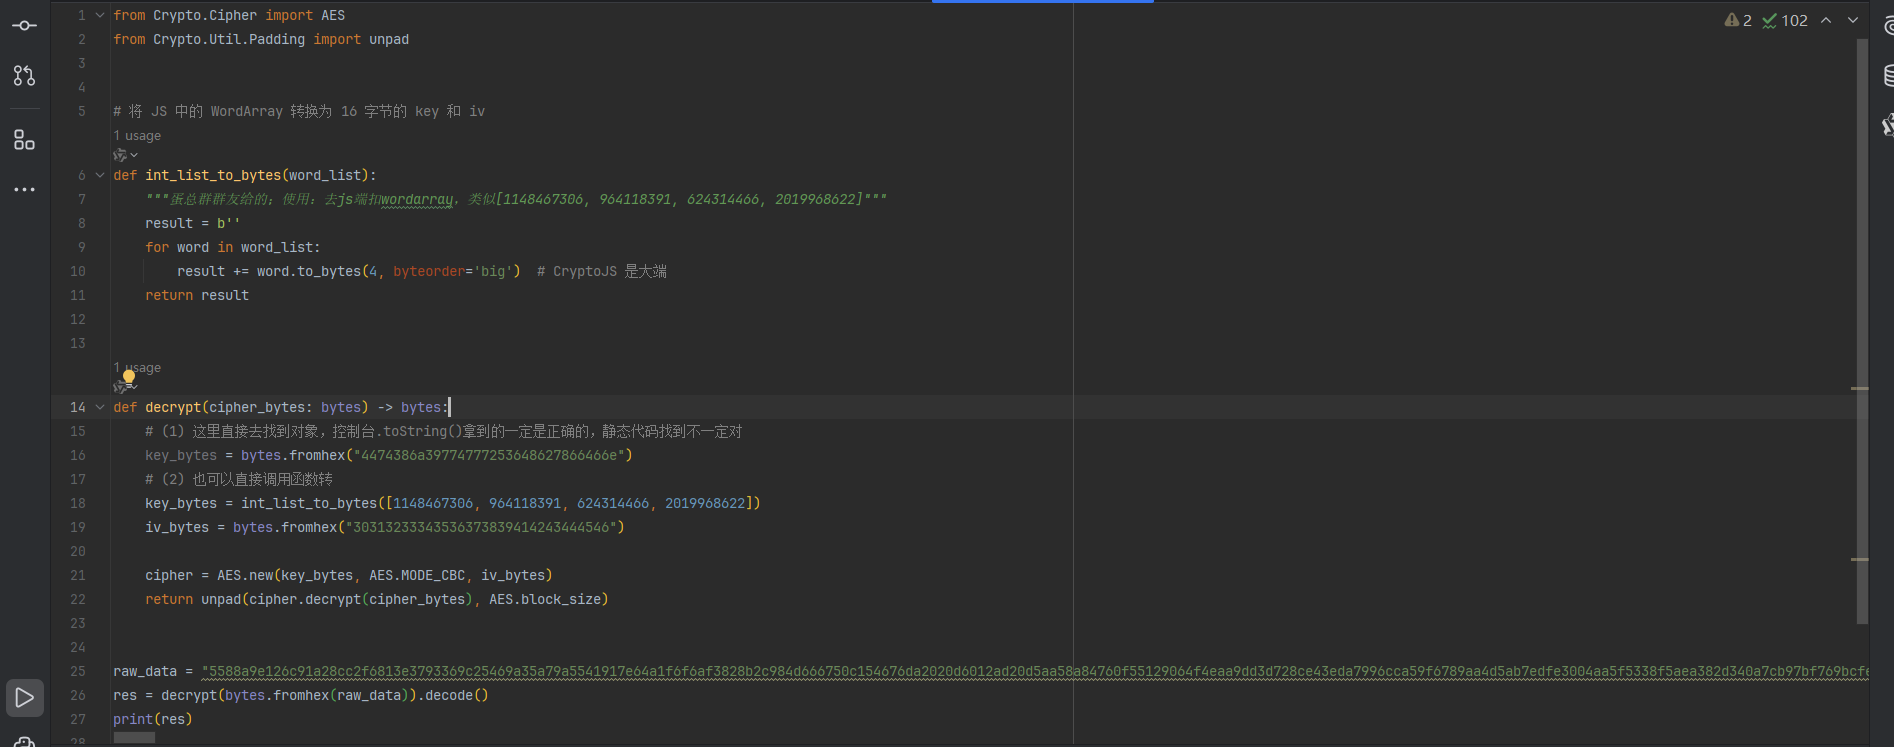 2 102
1 from Crypto.Cipher import AES
2 from Crypto.Util.Padding import unpad
3
4
5 # 将 JS 中的 WordArray 转换为 16 字节的 key 和 iv
1 usage
6 def int_list_to_bytes(word_list):
7 """蛋总群群友给的；使用：去js端扣wordarray，类似[1148467306, 964118391, 624314466, 2019968622]"""
8 result = b''
9 for word in word_list:
10 result += word.to_bytes(4, byteorder='big')  # CryptoJS 是大端
11 return result
12
13
1 usage
14 def decrypt(cipher_bytes: bytes) -> bytes:
15 # (1) 这里直接去找到对象，控制台.toString()拿到的一定是正确的，静态代码找到不一定对
16 key_bytes = bytes.fromhex("4474386a397747725364862786646​6e")
17 # (2) 也可以直接调用函数转
18 key_bytes = int_list_to_bytes([1148467306, 964118391, 624314466, 2019968622])
19 iv_bytes = bytes.fromhex("30313233343536373839414243444546")
20
21 cipher = AES.new(key_bytes, AES.MODE_CBC, iv_bytes)
22 return unpad(cipher.decrypt(cipher_bytes), AES.block_size)
23
24
25 raw_data = "5588a9e126c91a28cc2f6813e3793369c25469a35a79a5541917e64a1f6f6af3828b2c984d666750c154676da2020d6012ad20d5aa58a84760f55129064f4eaa9dd3d728ce43eda7996cca59f6789aa4d5ab7edfe3004aa5f5338f5aea382d340a7cb97bf769bcfe
26 res = decrypt(bytes.fromhex(raw_data)).decode()
27 print(res)
28